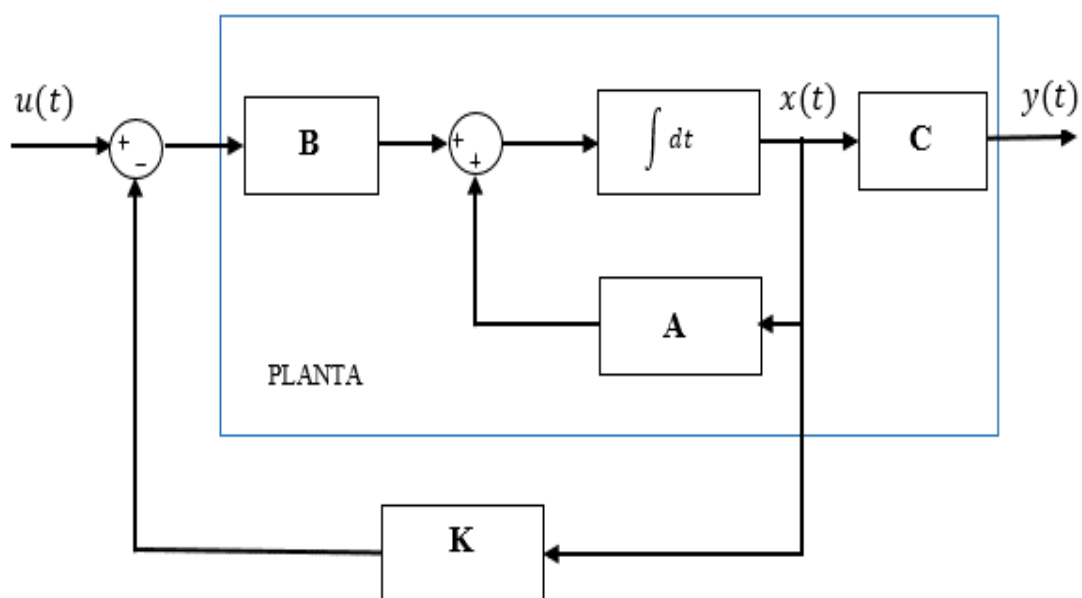 u(t)
+
−
B
+
+
∫ dt
x(t)
C
y(t)
A
PLANTA
K